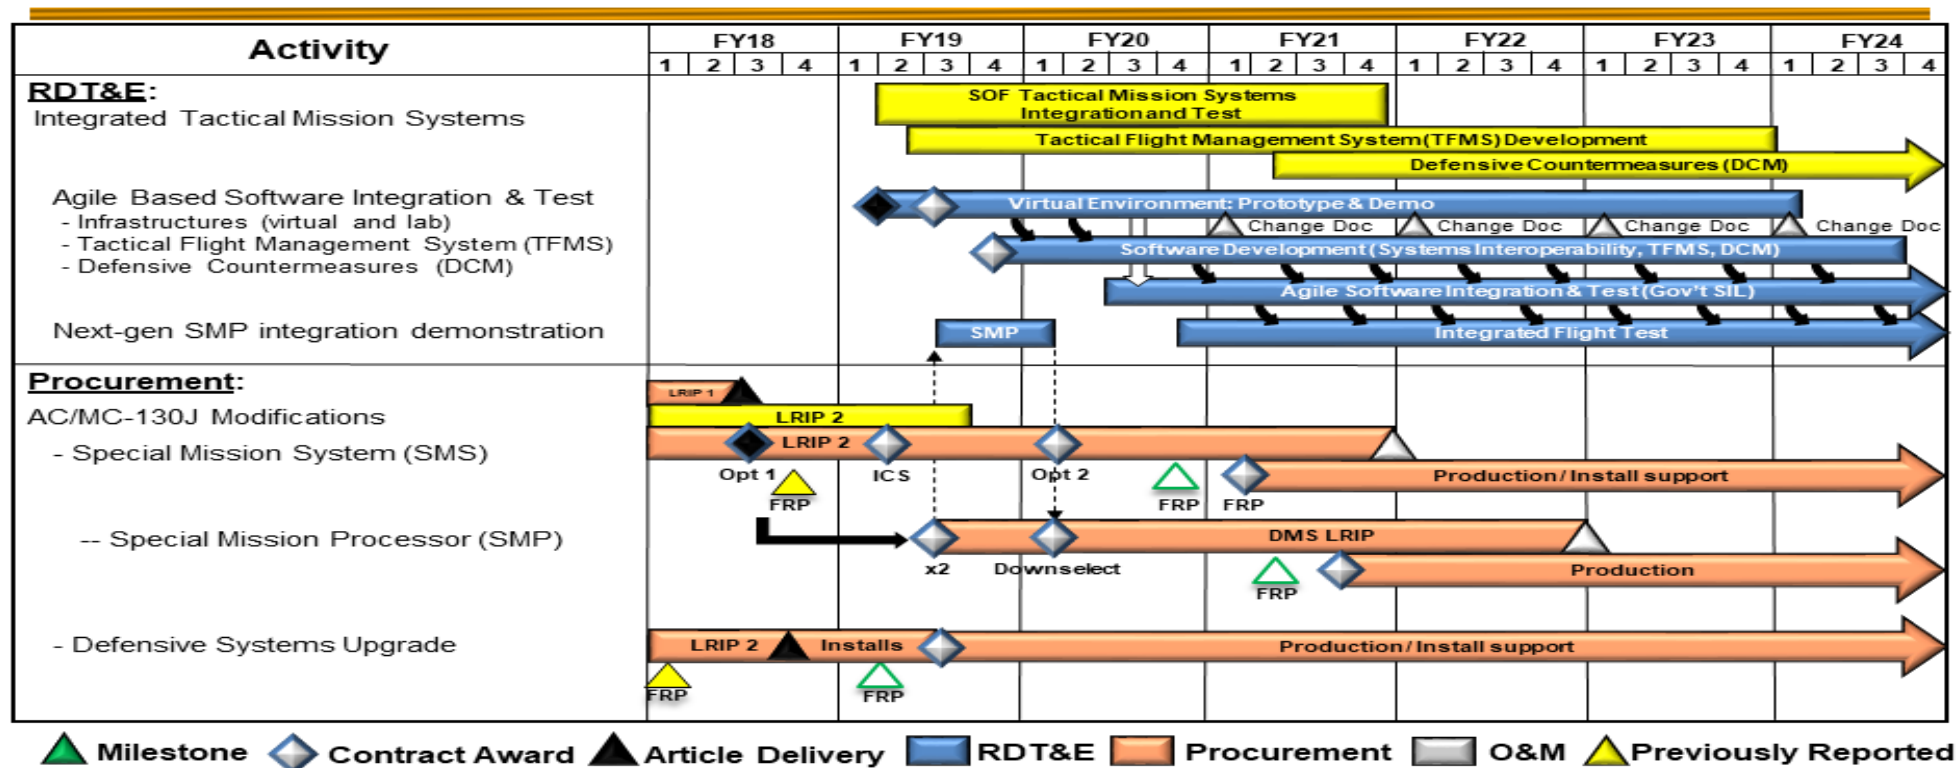 Activity
FY18 FY19 FY20 FY21 FY22 FY23 FY24
1 2 3 4 1 2 3 4 1 2 3 4 1 2 3 4 1 2 3 4 1 2 3 4 1 2 3 4
RDT&E:
Integrated Tactical Mission Systems
SOF Tactical Mission Systems
Integration and Test
Tactical Flight Management System (TFMS) Development
Defensive Countermeasures (DCM)
Agile Based Software Integration & Test
- Infrastructures (virtual and lab)
- Tactical Flight Management System (TFMS)
- Defensive Countermeasures (DCM)
Virtual Environment: Prototype & Demo
Change Doc Change Doc Change Doc Change Doc
Software Development (Systems Interoperability, TFMS, DCM)
Agile Software Integration & Test (Gov't SIL)
Next-gen SMP integration demonstration
SMP
Integrated Flight Test
Procurement:
LRIP 1
AC/MC-130J Modifications
LRIP 2
- Special Mission System (SMS)
LRIP 2
Opt 1 ICS Opt 2
Production / Install support
FRP FRP FRP
-- Special Mission Processor (SMP)
DMS LRIP
x2 Downselect
Production
FRP
- Defensive Systems Upgrade
LRIP 2 Installs Production / Install support
FRP FRP
Milestone Contract Award Article Delivery RDT&E Procurement O&M Previously Reported